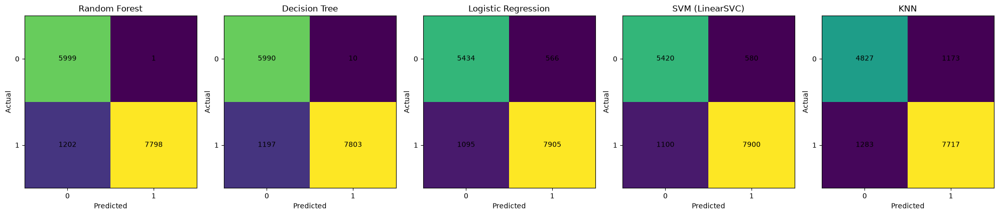 Random Forest
Actual
0
1
5999
1
1202
7798
0
1
Predicted
Decision Tree
Actual
0
1
5990
10
1197
7803
0
1
Predicted
Logistic Regression
Actual
0
1
5434
566
1095
7905
0
1
Predicted
SVM (LinearSVC)
Actual
0
1
5420
580
1100
7900
0
1
Predicted
KNN
Actual
0
1
4827
1173
1283
7717
0
1
Predicted